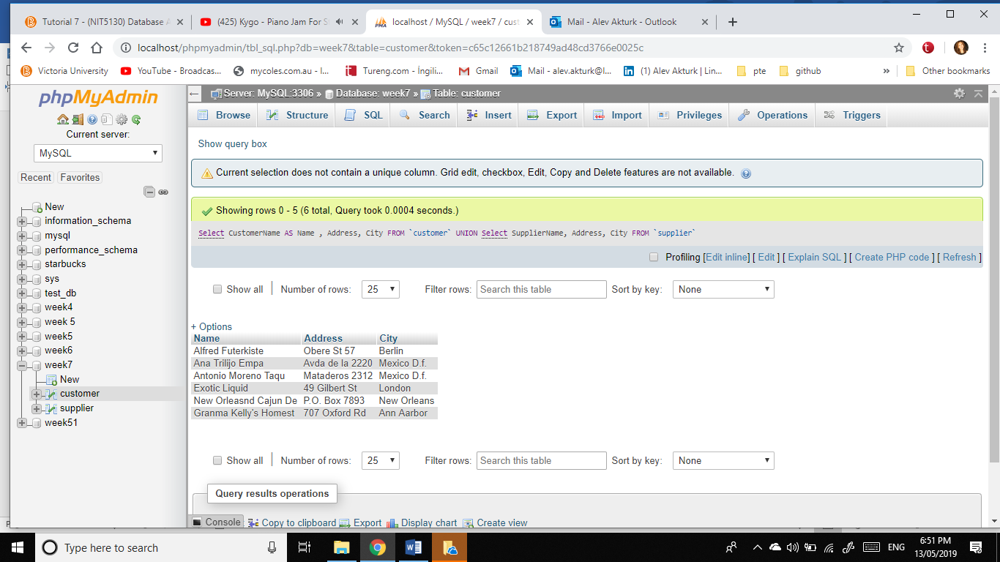 Tutorial 7 - (NIT5130) Database A
(425) Kygo - Piano Jam For S
localhost / MySQL / week7 / cust
Mail - Alev Akturk - Outlook
localhost/phpmyadmin/tbl_sql.php?db=week7&table=customer&token=c65c12661b218749ad48cd3766e0025c
Victoria University
YouTube - Broadcas...
mycoles.com.au - I...
Tureng.com - İngili...
Gmail
Mail - alev.akturk@l...
(1) Alev Akturk | Lin...
pte
github
»
Other bookmarks
phpMyAdmin
Current server:
MySQL
Recent Favorites
New
information_schema
mysql
performance_schema
starbucks
sys
test_db
week4
week 5
week5
week6
week7
New
customer
supplier
week51
Server: MySQL:3306 » Database: week7 » Table: customer
Browse Structure SQL Search Insert Export Import Privileges Operations Triggers
Show query box
Current selection does not contain a unique column. Grid edit, checkbox, Edit, Copy and Delete features are not available.
Showing rows 0 - 5 (6 total, Query took 0.0004 seconds.)
Select CustomerName AS Name , Address, City FROM `customer` UNION Select SupplierName, Address, City FROM `supplier`
Profiling [Edit inline] [ Edit ] [ Explain SQL ] [ Create PHP code ] [ Refresh ]
Show all | Number of rows: 25 Filter rows: Search this table Sort by key: None
+ Options
Name Address City
Alfred Futerkiste Obere St 57 Berlin
Ana Trilijo Empa Avda de la 2220 Mexico D.f.
Antonio Moreno Taqu Mataderos 2312 Mexico D.f.
Exotic Liquid 49 Gilbert St London
New Orleasnd Cajun De P.O. Box 7893 New Orleans
Granma Kelly's Homest 707 Oxford Rd Ann Aarbor
Show all | Number of rows: 25 Filter rows: Search this table Sort by key: None
Query results operations
Console Copy to clipboard Export Display chart Create view
Type here to search
ENG
6:51 PM
13/05/2019